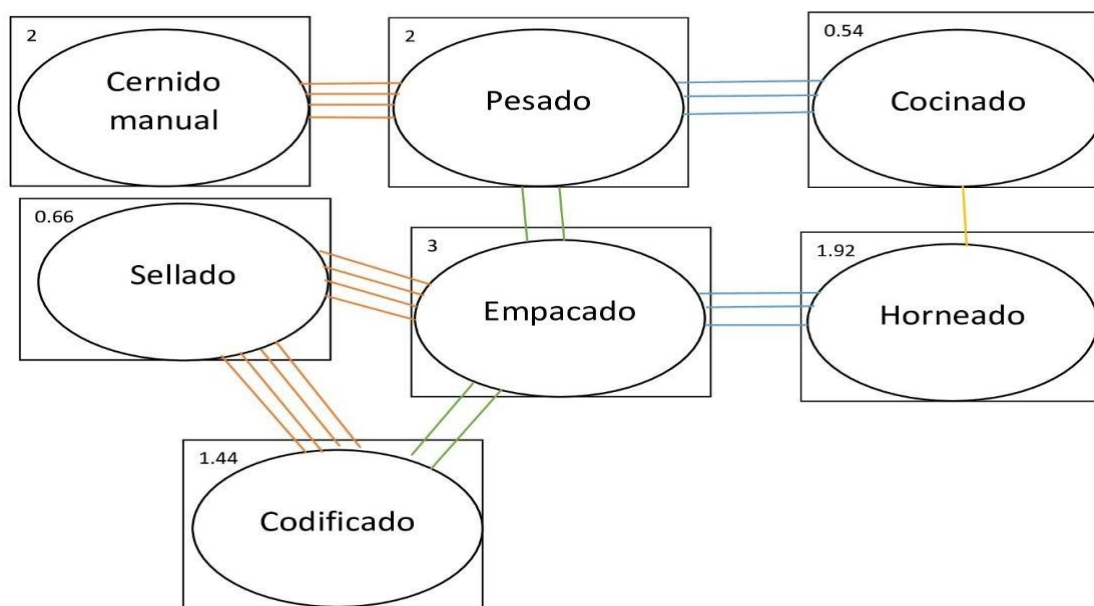 2
Cernido
manual
2
Pesado
0.54
Cocinado
0.66
Sellado
3
Empacado
1.92
Horneado
1.44
Codificado